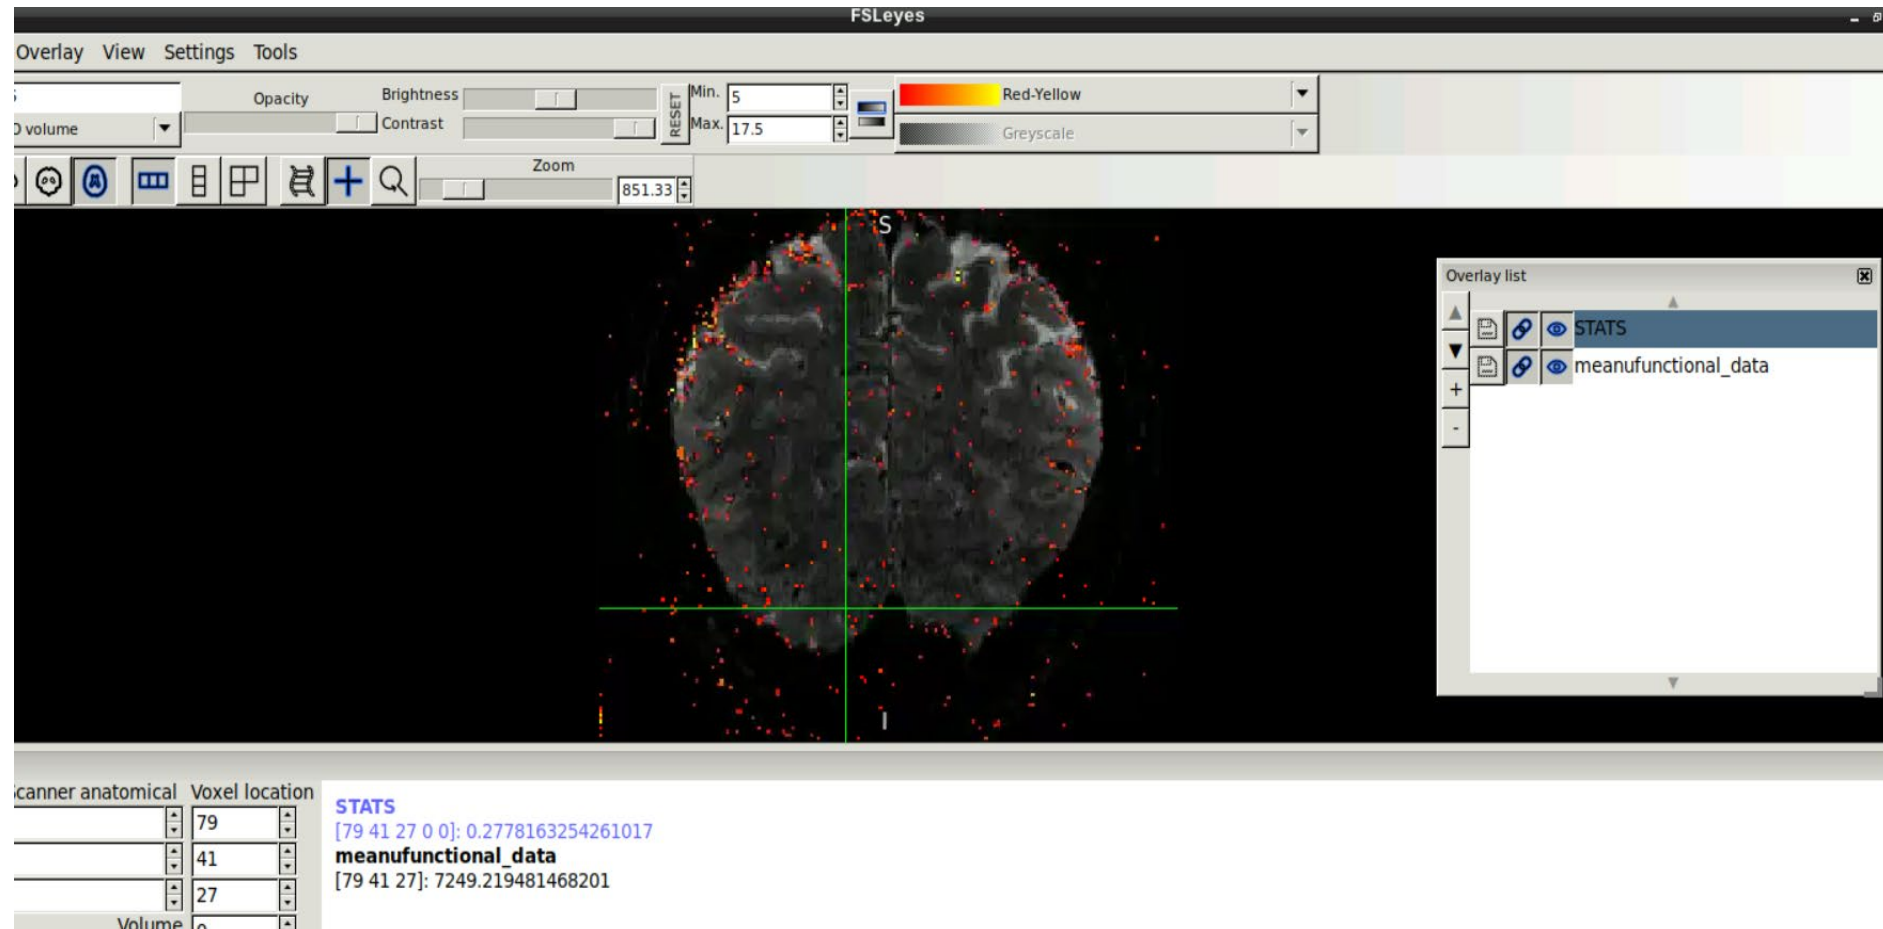 FSLeyes
Overlay View Settings Tools
Opacity Brightness Contrast RESET Min. 5 Max. 17.5 Red-Yellow
D volume Greyscale
Zoom
851.33
S
Overlay list
STATS
meanufunctional_data
+
-
I
canner anatomical Voxel location
79
41
27
Volume 0
STATS
[79 41 27 0 0]: 0.2778163254261017
meanufunctional_data
[79 41 27]: 7249.219481468201